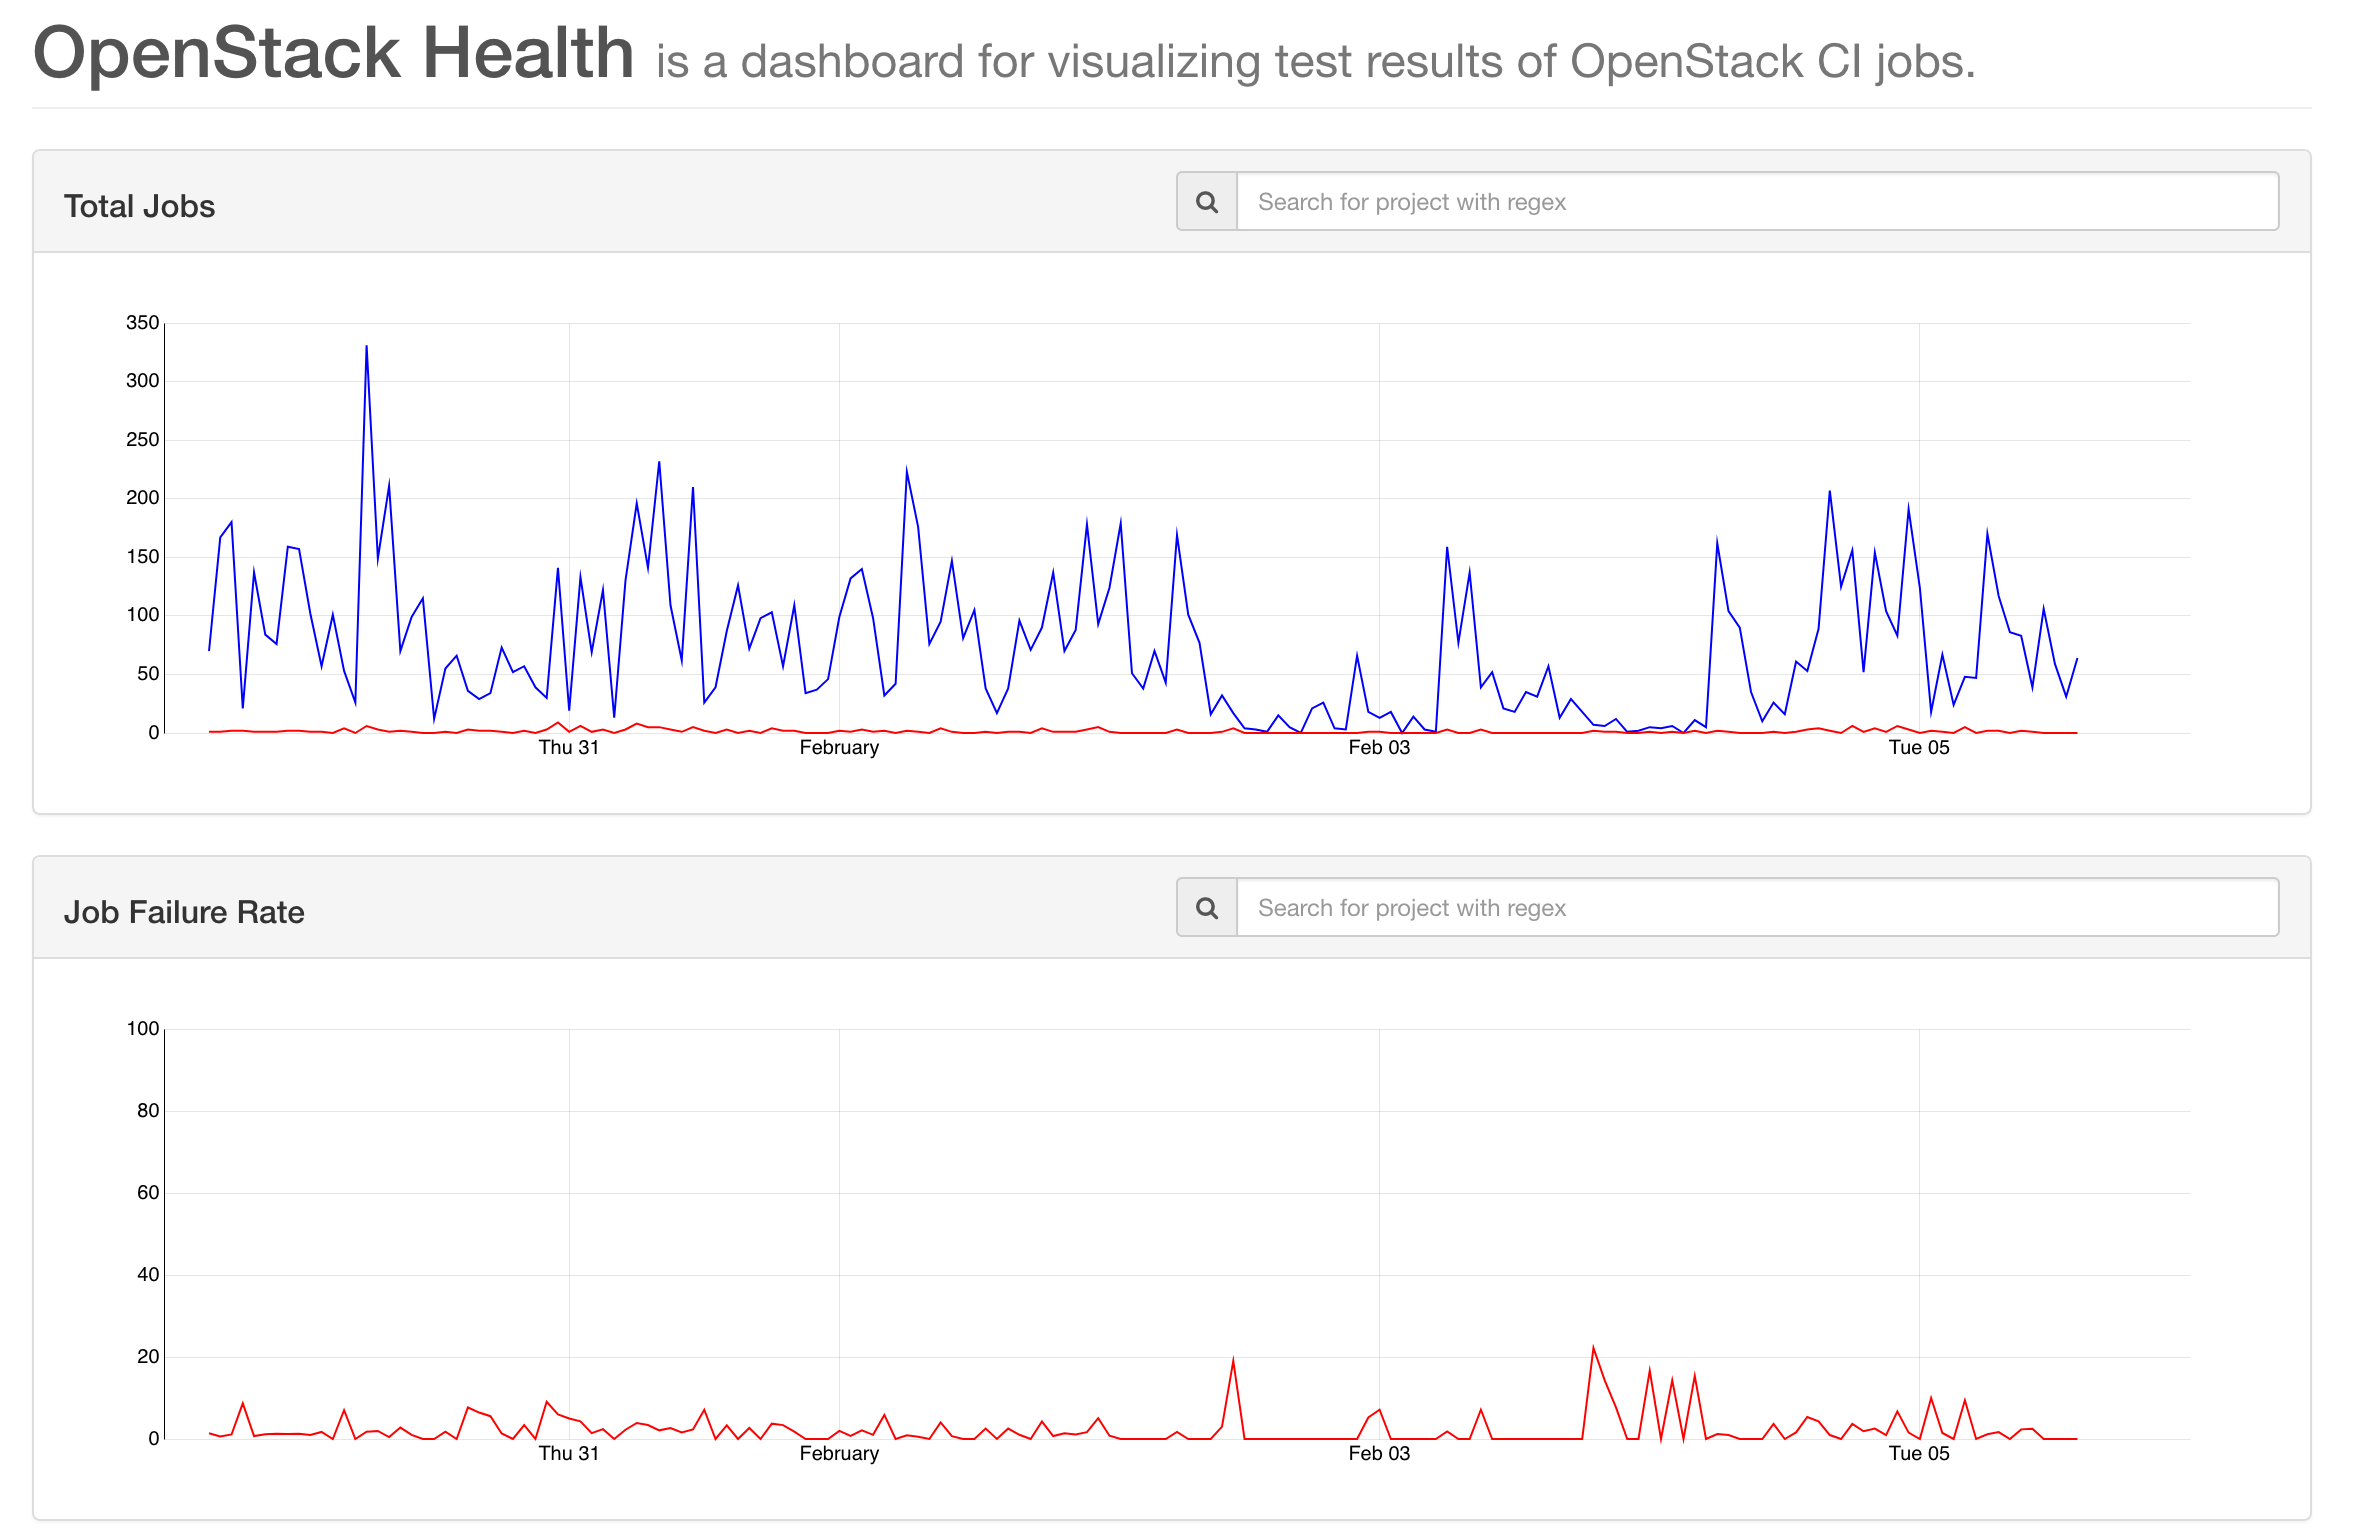 OpenStack Health is a dashboard for visualizing test results of OpenStack CI jobs.
Total Jobs
Search for project with regex
350
300
250
200
150
100
50
0
Thu 31 February Feb 03 Tue 05
Job Failure Rate
Search for project with regex
100
80
60
40
20
0
Thu 31 February Feb 03 Tue 05